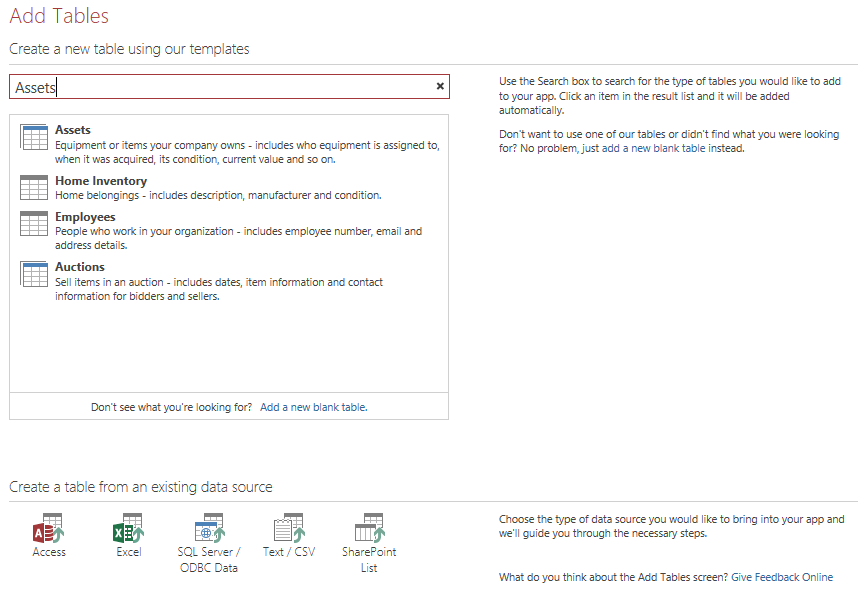 Add Tables
Create a new table using our templates
Assets
Use the Search box to search for the type of tables you would like to add
to your app. Click an item in the result list and it will be added
automatically.
Don't want to use one of our tables or didn't find what you were looking
for? No problem, just add a new blank table instead.
Assets
Equipment or items your company owns - includes who equipment is assigned to,
when it was acquired, its condition, current value and so on.
Home Inventory
Home belongings - includes description, manufacturer and condition.
Employees
People who work in your organization - includes employee number, email and
address details.
Auctions
Sell items in an auction - includes dates, item information and contact
information for bidders and sellers.
Don't see what you're looking for? Add a new blank table.
Create a table from an existing data source
Access
Excel
SQL Server /
ODBC Data
Text / CSV
SharePoint
List
Choose the type of data source you would like to bring into your app and
we'll guide you through the necessary steps.
What do you think about the Add Tables screen? Give Feedback Online